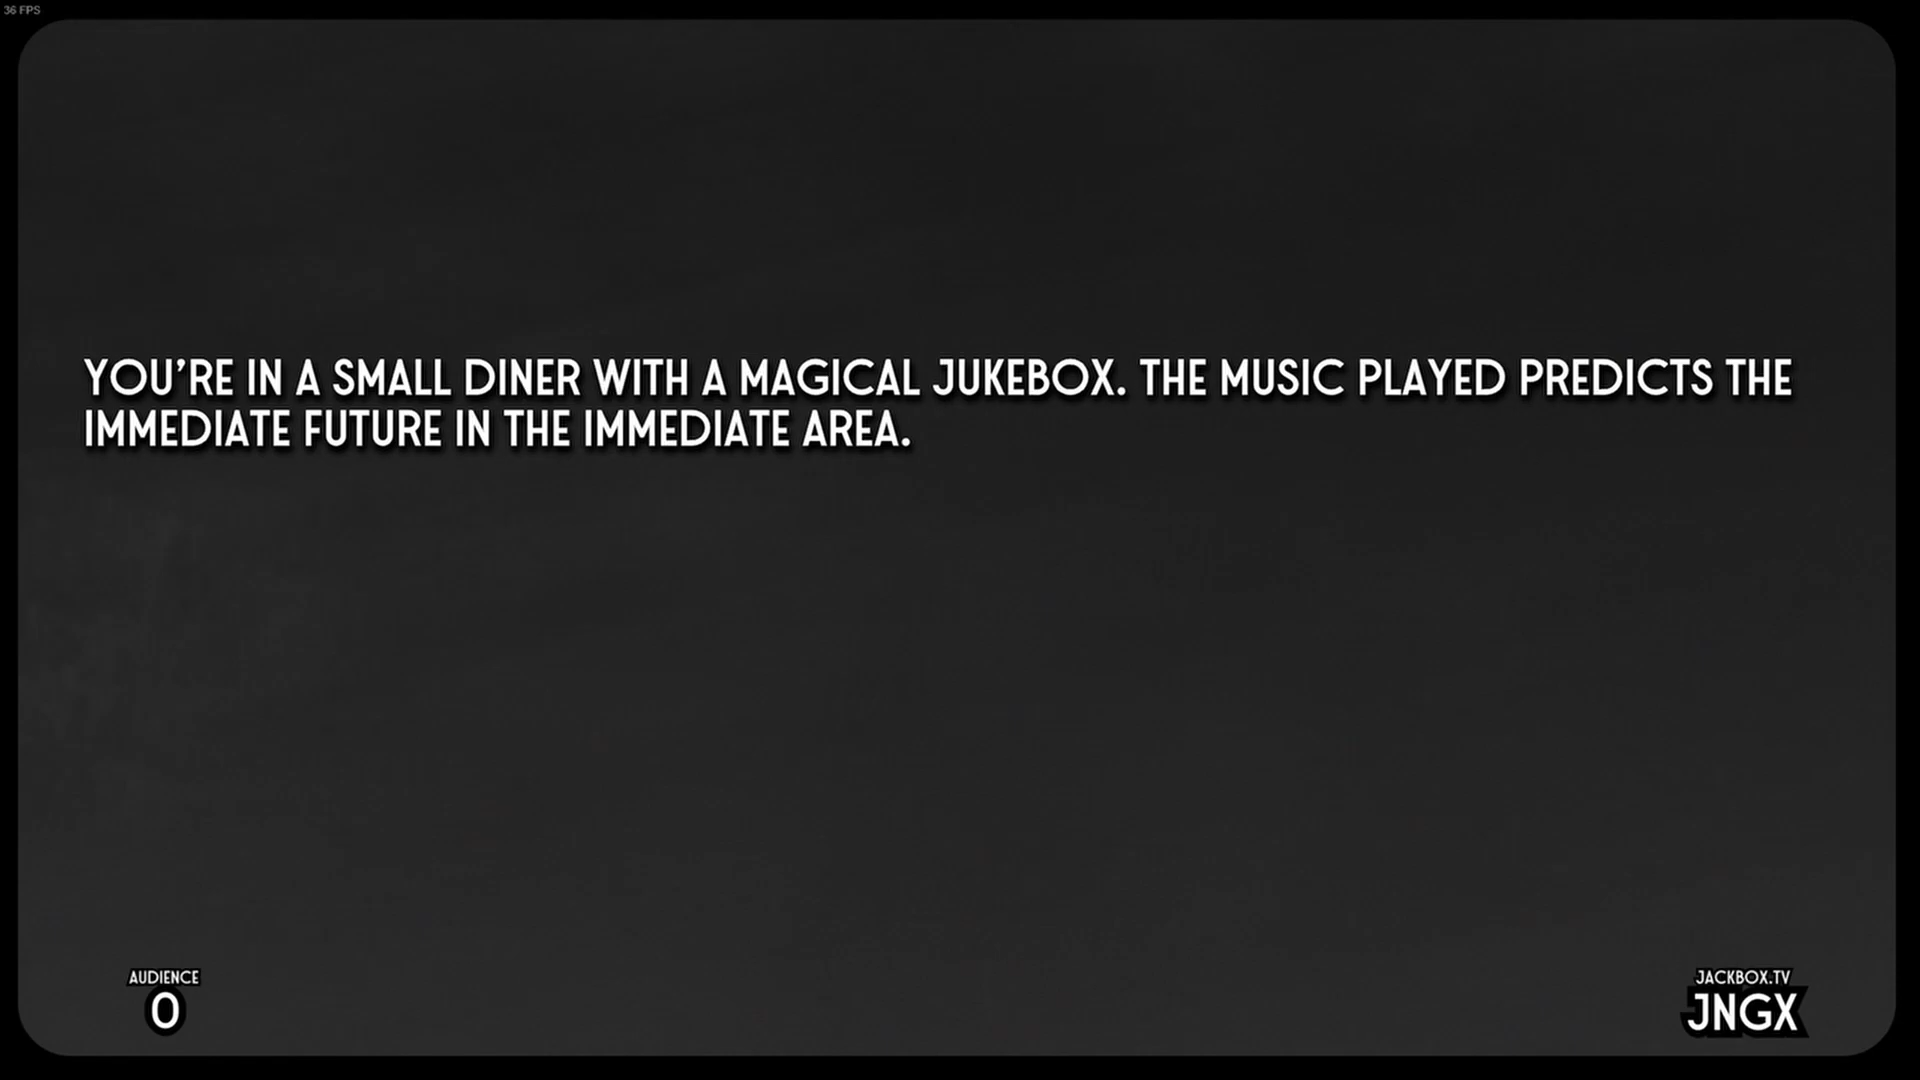 36 FPS
YOU’RE IN A SMALL DINER WITH A MAGICAL JUKEBOX. THE MUSIC PLAYED PREDICTS THE
IMMEDIATE FUTURE IN THE IMMEDIATE AREA.
AUDIENCE
0
JACKBOX.TV
JNGX